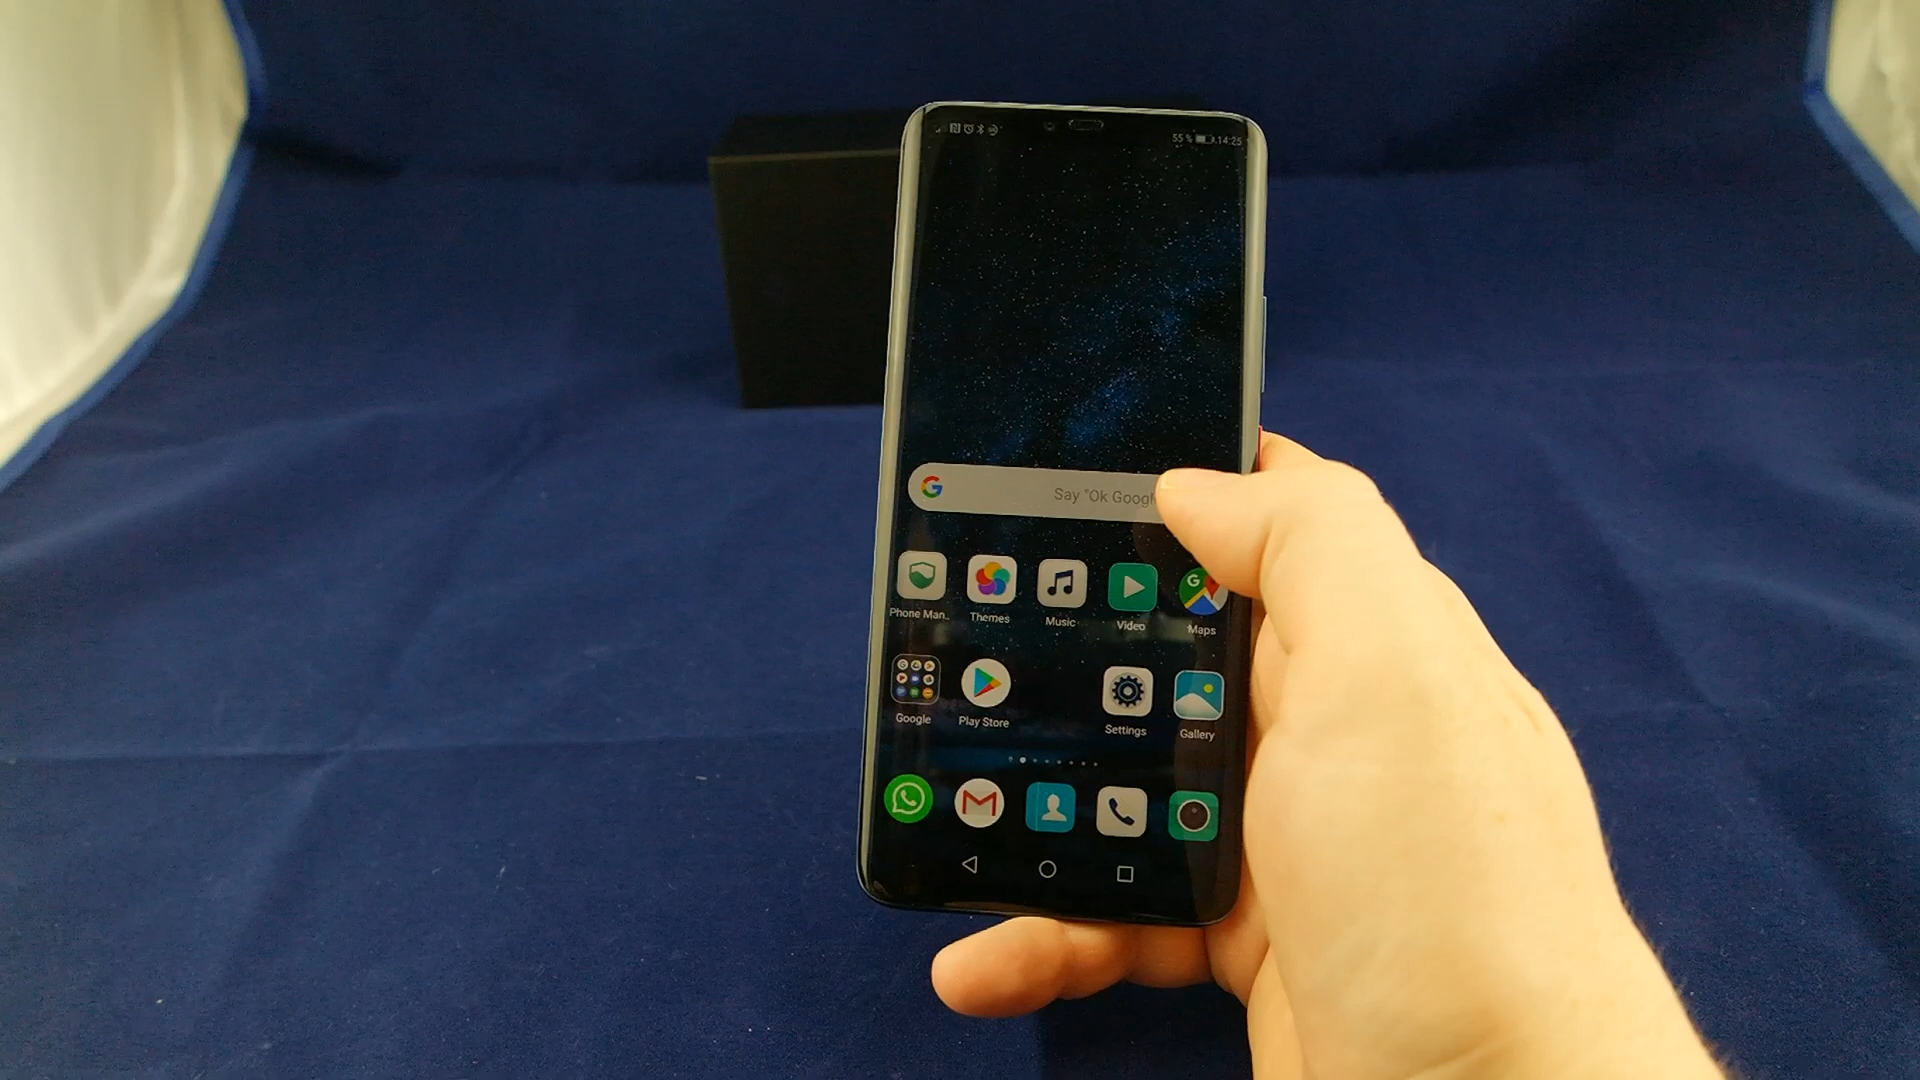 55 % 14:25
G
Say "Ok Googl
Phone Man..
Themes
Music
Video
Maps
Google
Play Store
Settings
Gallery